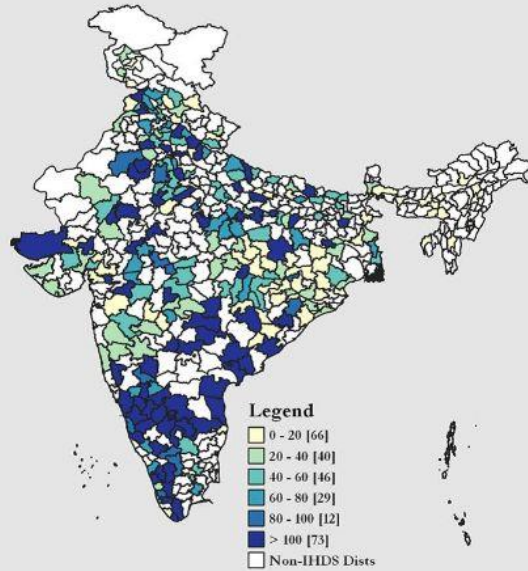 Legend
0 - 20 [66]
20 - 40 [40]
40 - 60 [46]
60 - 80 [29]
80 - 100 [12]
> 100 [73]
Non-IHDS Dists